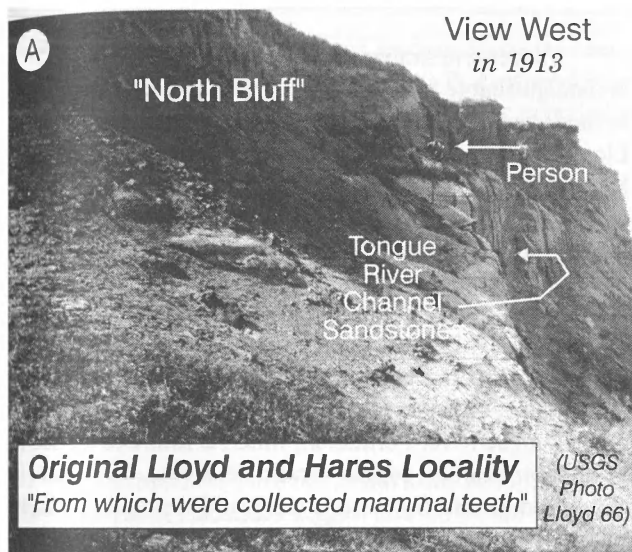 A
View West
in 1913
"North Bluff"
Person
Tongue
River
Channel
Sandstones
Original Lloyd and Hares Locality
"From which were collected mammal teeth"
(USGS
Photo
Lloyd 66)